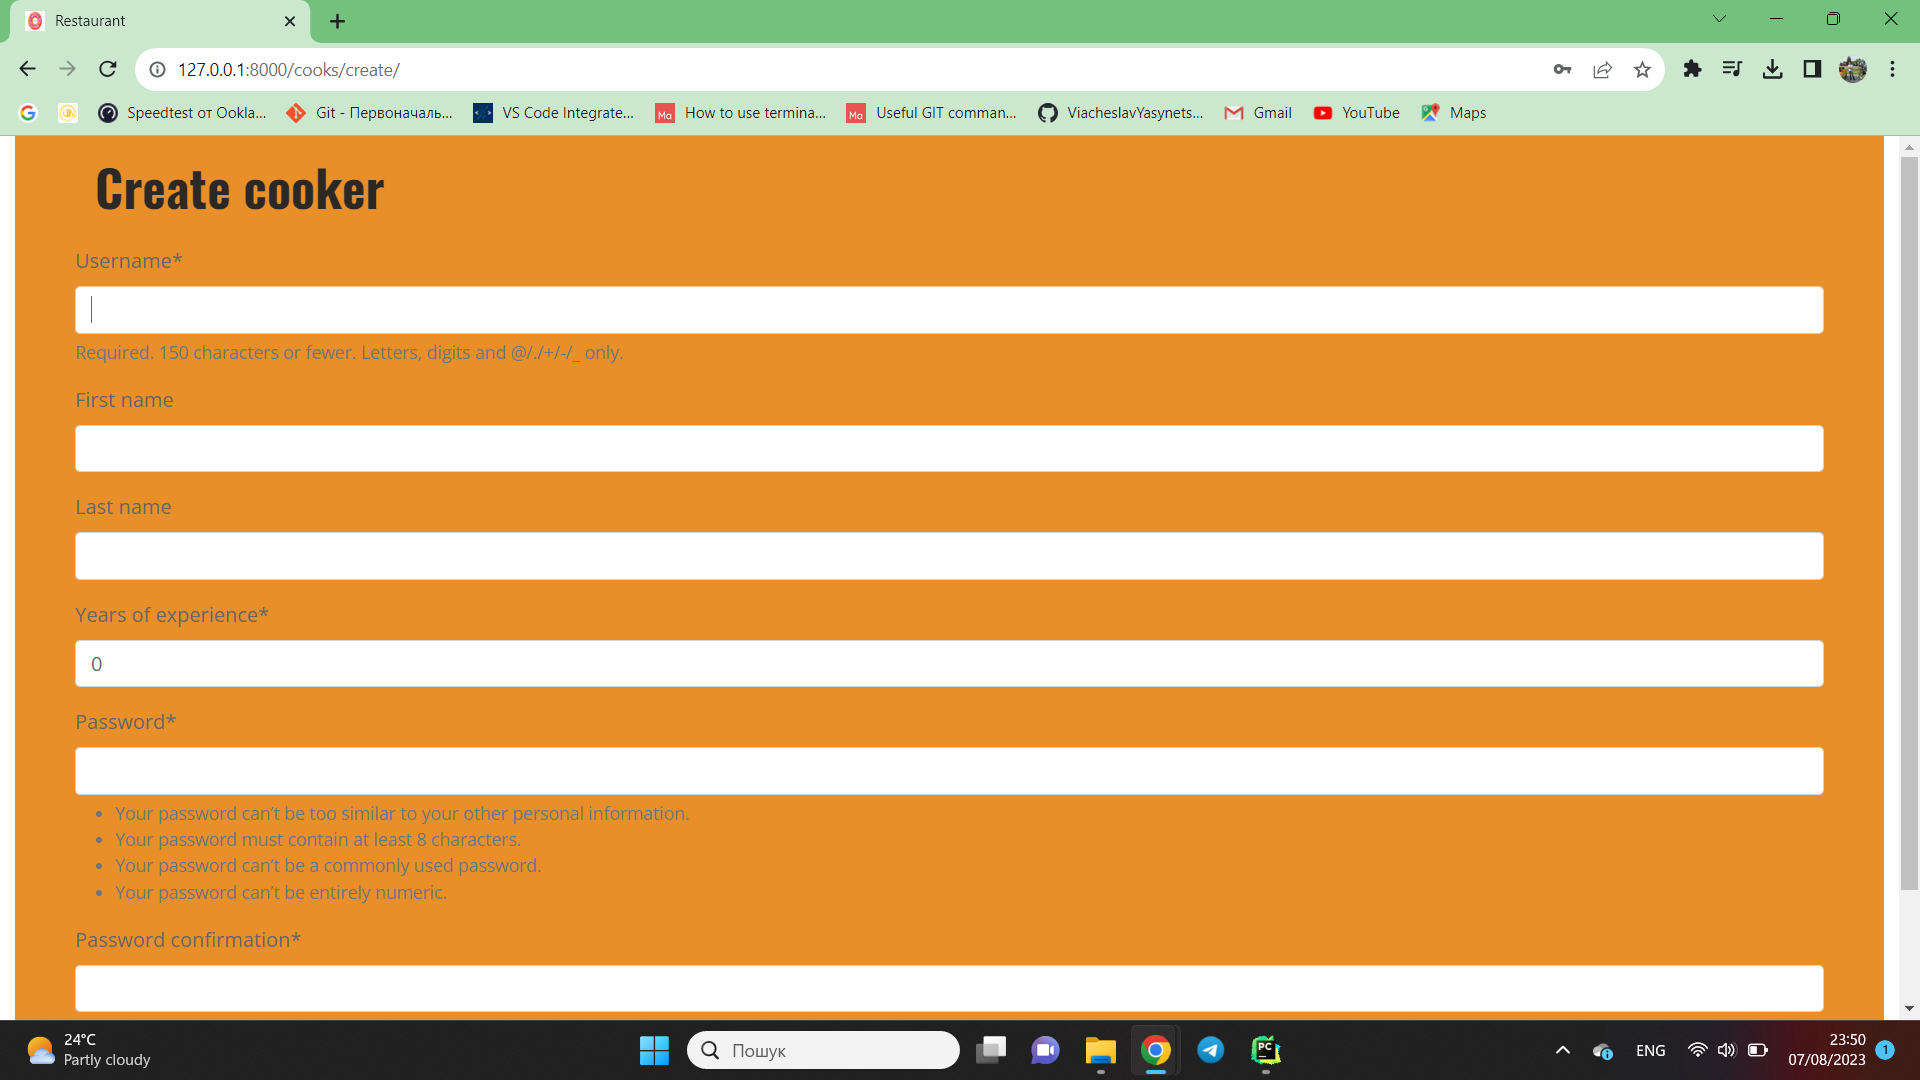 Restaurant
127.0.0.1:8000/cooks/create/
Speedtest от Ookla...
Git - Первоначаль...
VS Code Integrate...
Ma
How to use termina...
Ma
Useful GIT comman...
ViacheslavYasynets...
Gmail
YouTube
Maps
Create cooker
Username*
Required. 150 characters or fewer. Letters, digits and @/./+/-/_ only.
First name
Last name
Years of experience*
0
Password*
Your password can’t be too similar to your other personal information.
Your password must contain at least 8 characters.
Your password can’t be a commonly used password.
Your password can’t be entirely numeric.
Password confirmation*
24°C
Partly cloudy
Пошук
PC
ENG
23:50
07/08/2023
1